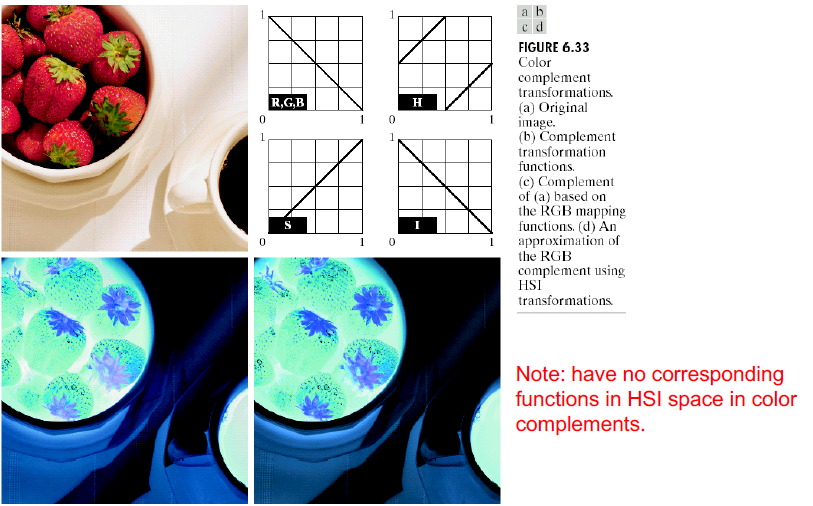 1
R,G,B
0
1
1
H
0
1
1
S
0
1
1
I
0
1
a b
c d
FIGURE 6.33
Color
complement
transformations.
(a) Original
image.
(b) Complement
transformation
functions.
(c) Complement
of (a) based on
the RGB mapping
functions. (d) An
approximation of
the RGB
complement using
HSI
transformations.
Note: have no corresponding
functions in HSI space in color
complements.